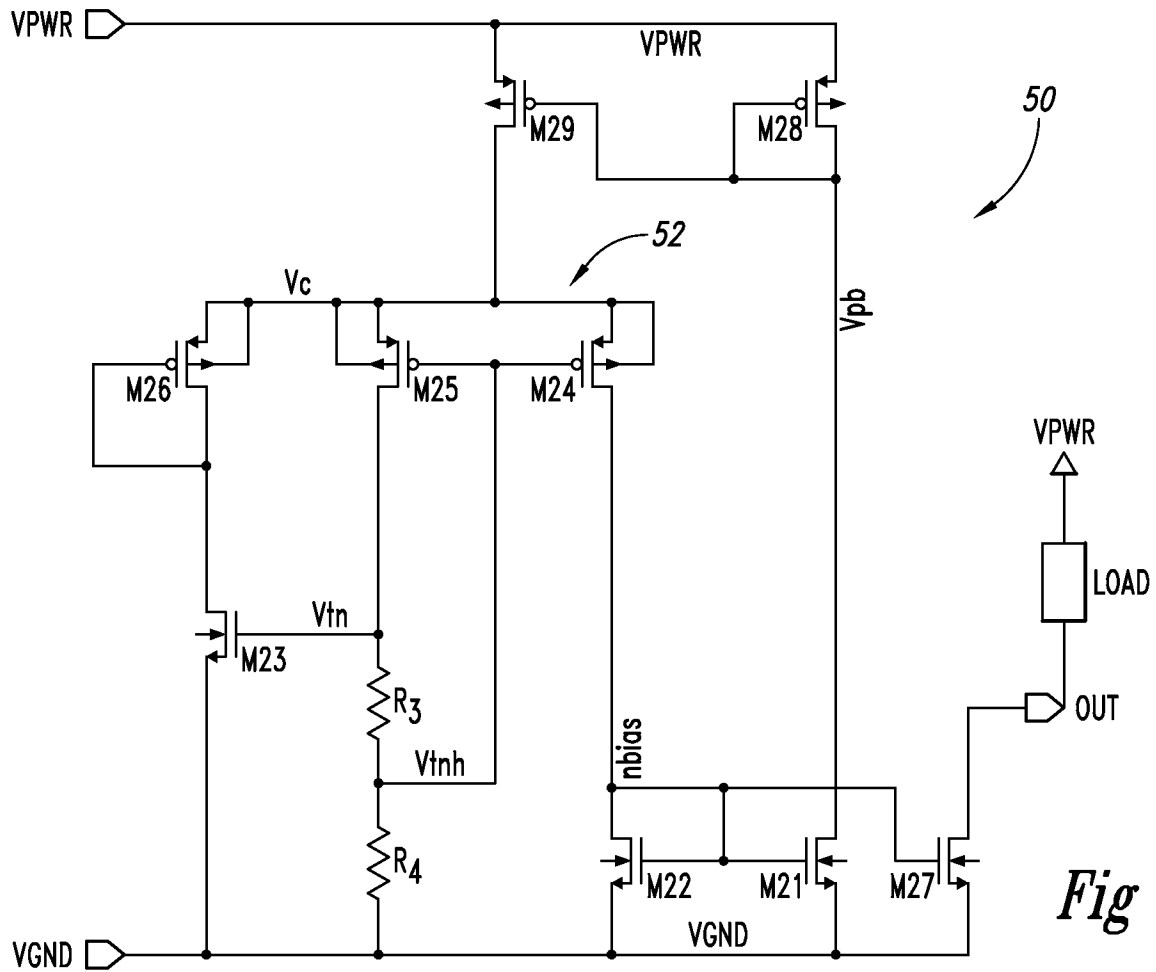 VPWR
VPWR
M29
M28
50
52
Vc
Vpb
M26
M25
M24
VPWR
LOAD
Vtn
M23
R3
OUT
nbias
Vtnh
R4
M22
M21
M27
Fig
VGND
VGND